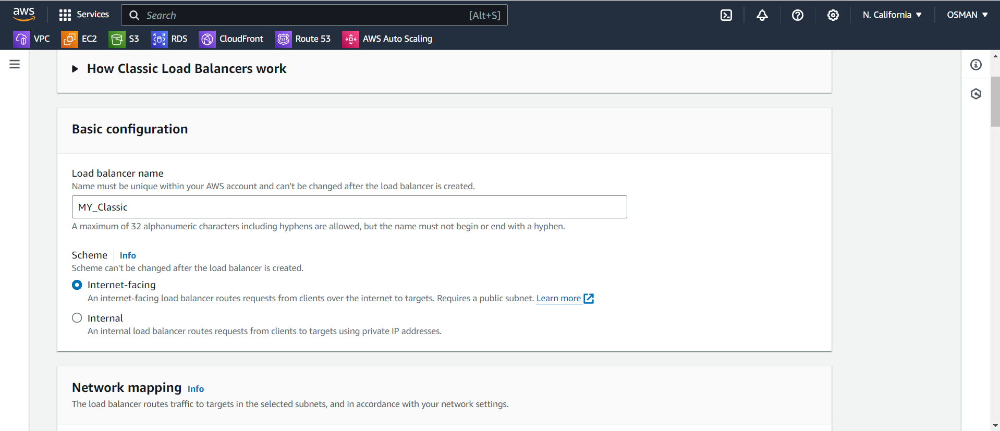 aws
Services
Search [Alt+S]
N. California
OSMAN
VPC EC2 S3 RDS CloudFront 53 Route 53 AWS Auto Scaling
How Classic Load Balancers work
Basic configuration
Load balancer name
Name must be unique within your AWS account and can't be changed after the load balancer is created.
MY_Classic
A maximum of 32 alphanumeric characters including hyphens are allowed, but the name must not begin or end with a hyphen.
Scheme Info
Scheme can't be changed after the load balancer is created.
Internet-facing
An internet-facing load balancer routes requests from clients over the internet to targets. Requires a public subnet. Learn more
Internal
An internal load balancer routes requests from clients to targets using private IP addresses.
Network mapping Info
The load balancer routes traffic to targets in the selected subnets, and in accordance with your network settings.